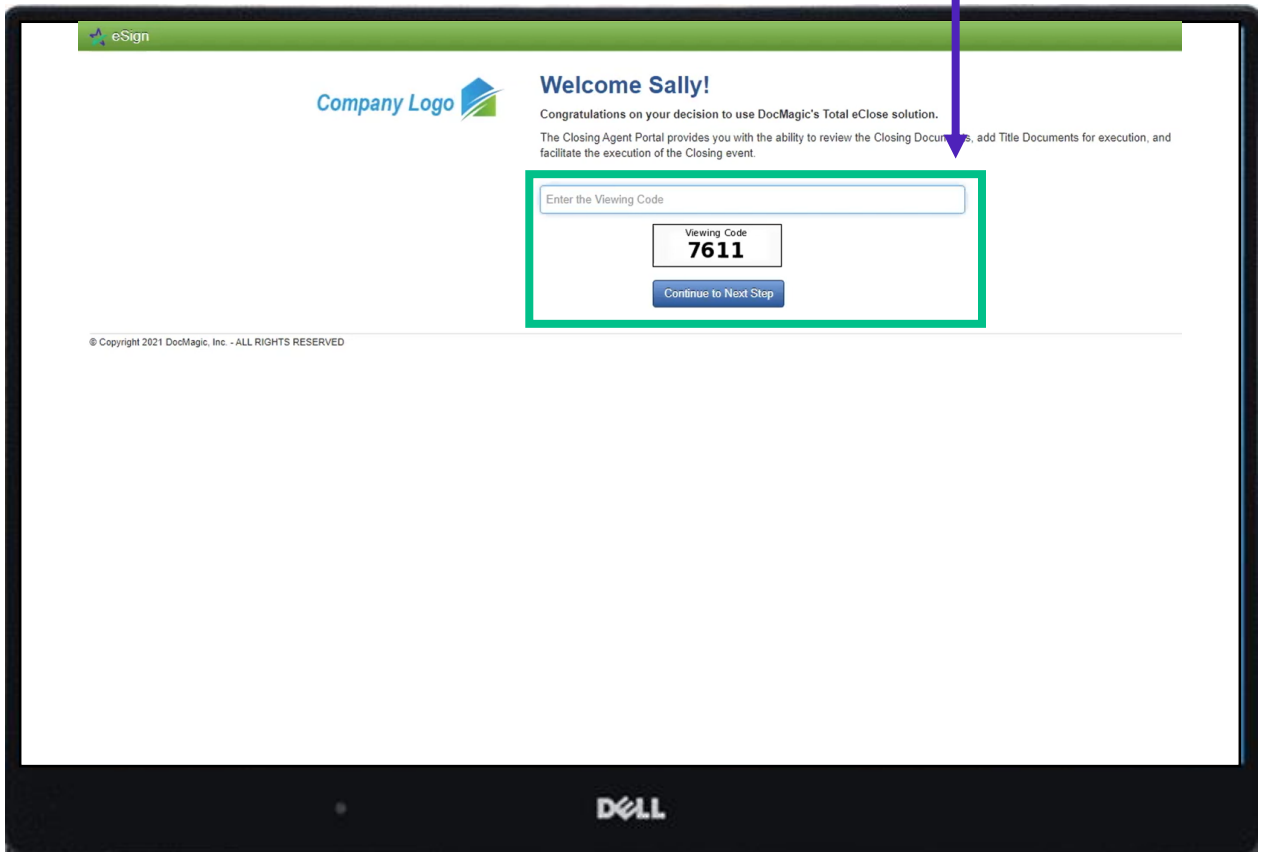 eSign
Company Logo
Welcome Sally!
Congratulations on your decision to use DocMagic's Total eClose solution.
The Closing Agent Portal provides you with the ability to review the Closing Documents, add Title Documents for execution, and
facilitate the execution of the Closing event.
Enter the Viewing Code
Viewing Code
7611
Continue to Next Step
© Copyright 2021 DocMagic, Inc. - ALL RIGHTS RESERVED
DELL